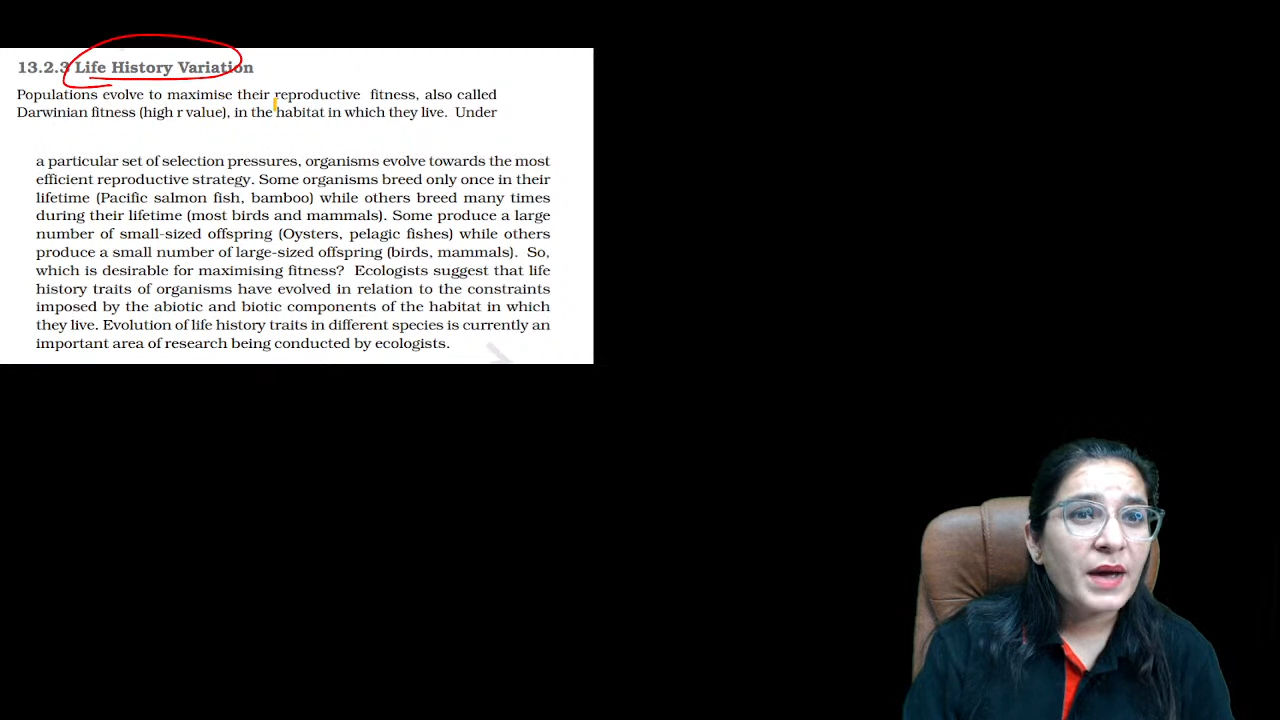 13.2.3 Life History Variation
Populations evolve to maximise their reproductive fitness, also called
Darwinian fitness (high r value), in the habitat in which they live. Under
a particular set of selection pressures, organisms evolve towards the most
efficient reproductive strategy. Some organisms breed only once in their
lifetime (Pacific salmon fish, bamboo) while others breed many times
during their lifetime (most birds and mammals). Some produce a large
number of small-sized offspring (Oysters, pelagic fishes) while others
produce a small number of large-sized offspring (birds, mammals). So,
which is desirable for maximising fitness? Ecologists suggest that life
history traits of organisms have evolved in relation to the constraints
imposed by the abiotic and biotic components of the habitat in which
they live. Evolution of life history traits in different species is currently an
important area of research being conducted by ecologists.